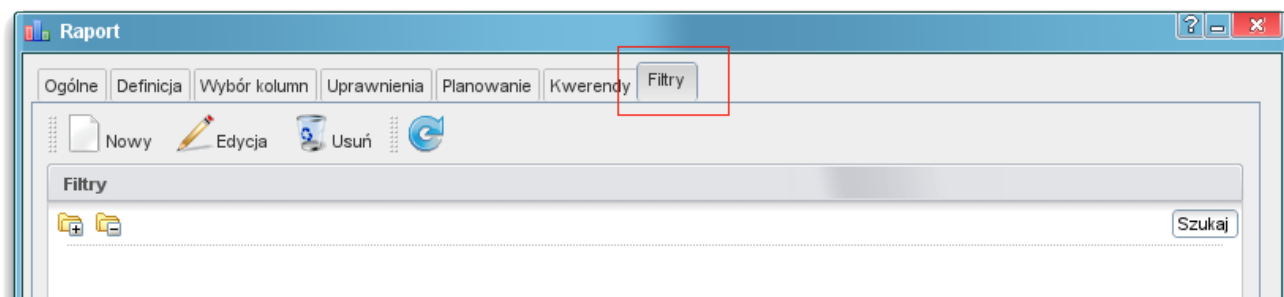 Raport
Ogólne Definicja Wybór kolumn Uprawnienia Planowanie Kwerendy Filtry
Nowy Edycja Usuń
Filtry
Szukaj